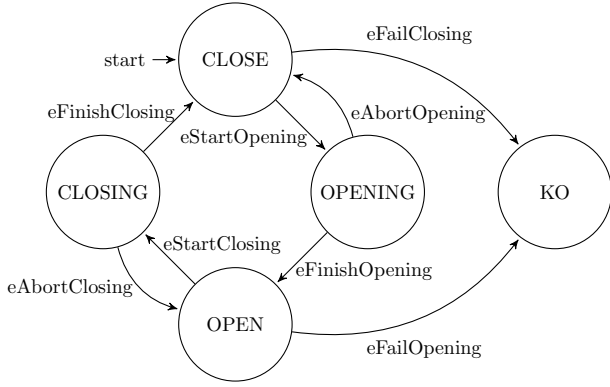 eFailClosing
start
CLOSE
eFinishClosing
eAbortOpening
eStartOpening
CLOSING
OPENING
KO
eStartClosing
eFinishOpening
eAbortClosing
OPEN
eFailOpening